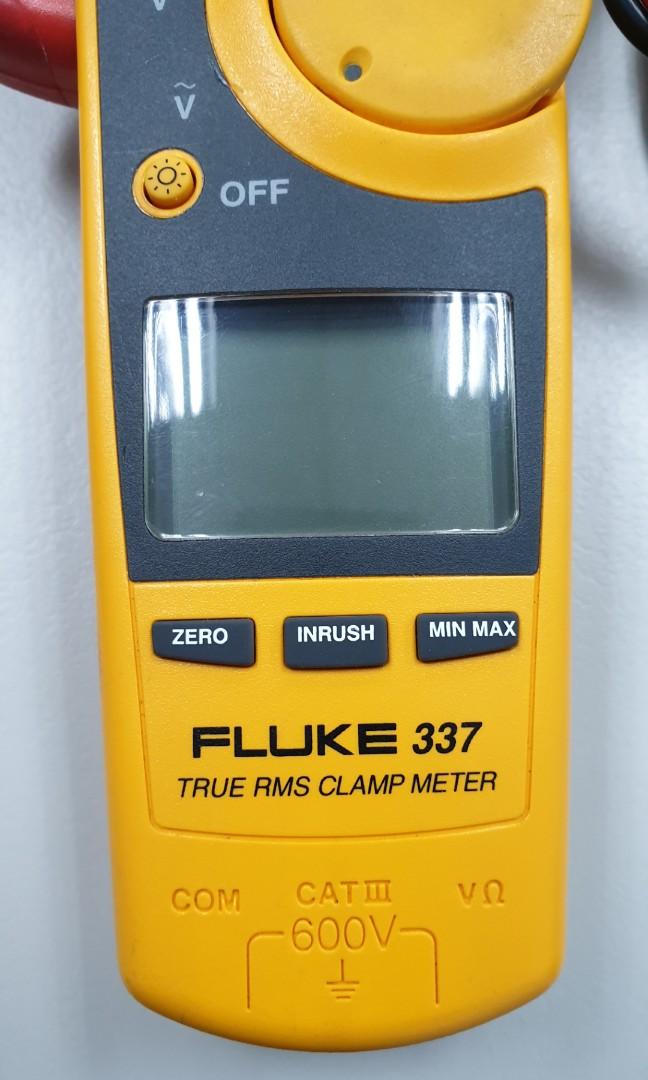 V
Ṽ
OFF
ZERO INRUSH MIN MAX
FLUKE 337
TRUE RMS CLAMP METER
COM CAT III VΩ
600V